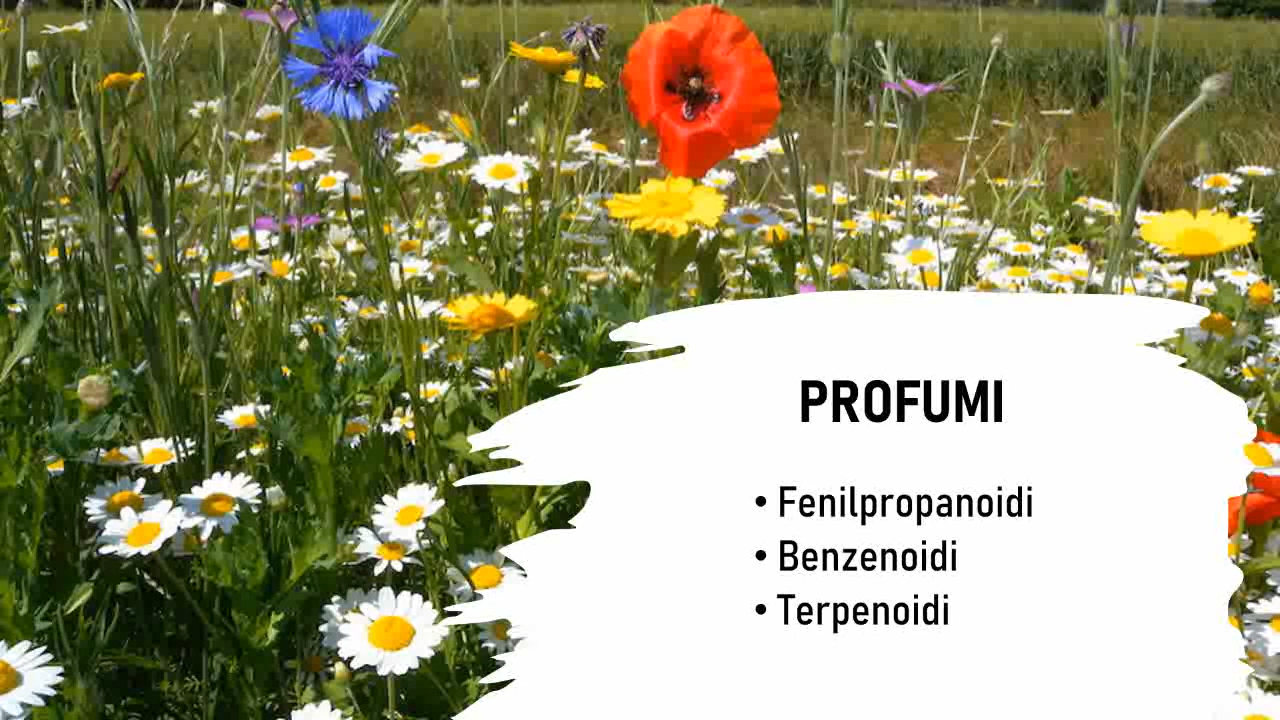 PROFUMI
• Fenilpropanoidi
• Benzenoidi
• Terpenoidi